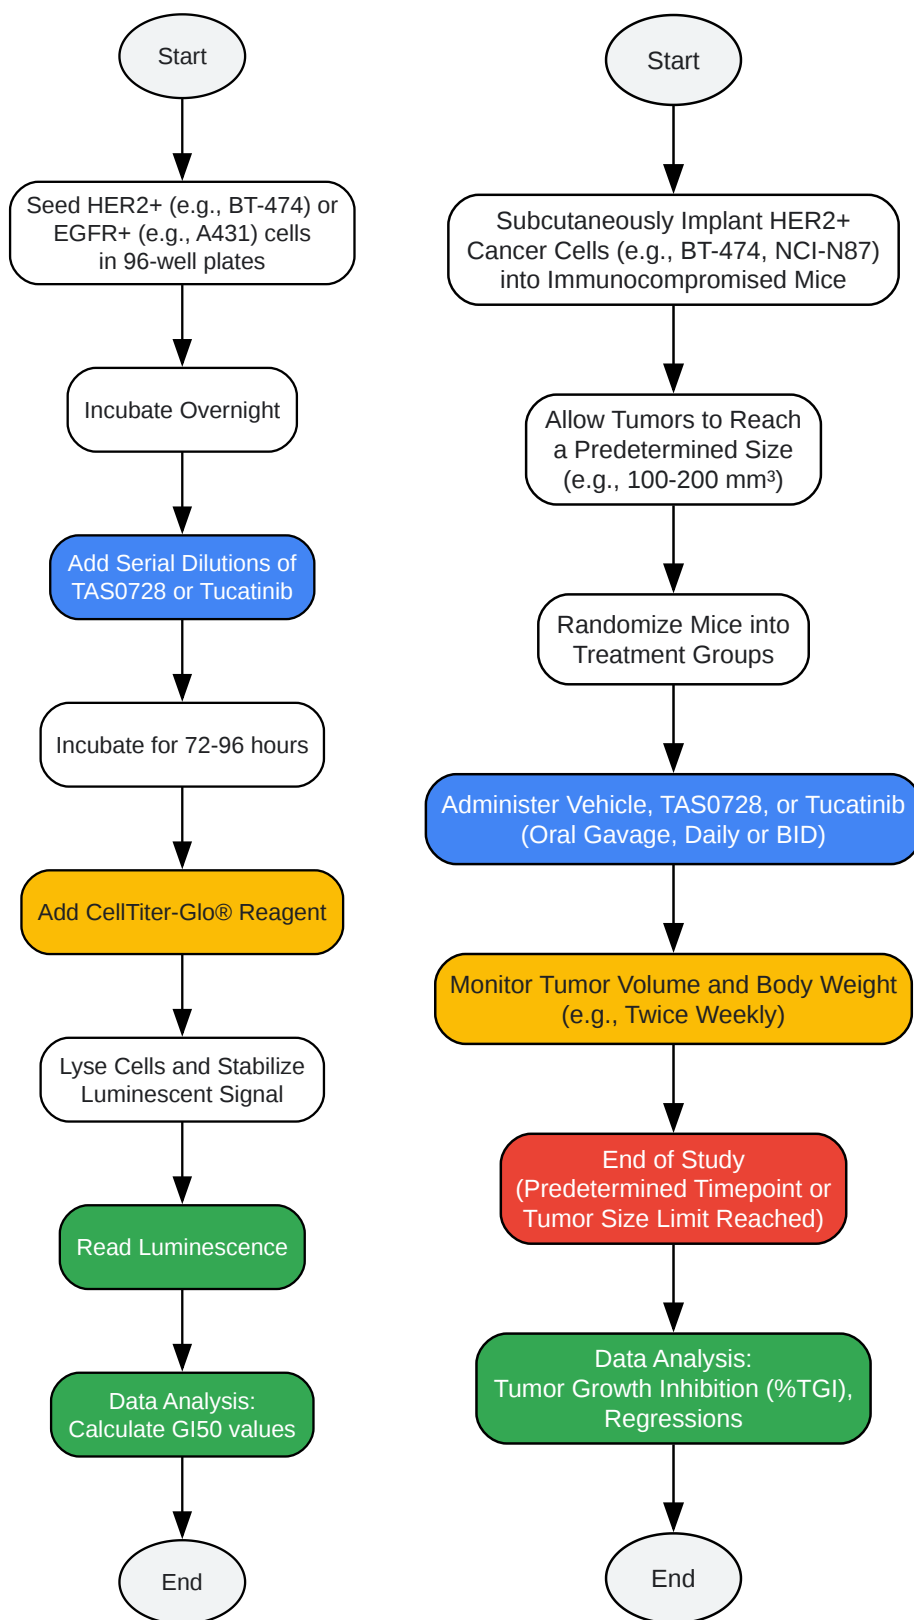 Start
Seed HER2+ (e.g., BT-474) or
EGFR+ (e.g., A431) cells
in 96-well plates
Incubate Overnight
Add Serial Dilutions of
TAS0728 or Tucatinib
Incubate for 72-96 hours
Add CellTiter-Glo® Reagent
Lyse Cells and Stabilize
Luminescent Signal
Read Luminescence
Data Analysis:
Calculate GI50 values
End
Start
Subcutaneously Implant HER2+
Cancer Cells (e.g., BT-474, NCI-N87)
into Immunocompromised Mice
Allow Tumors to Reach
a Predetermined Size
(e.g., 100-200 mm³)
Randomize Mice into
Treatment Groups
Administer Vehicle, TAS0728, or Tucatinib
(Oral Gavage, Daily or BID)
Monitor Tumor Volume and Body Weight
(e.g., Twice Weekly)
End of Study
(Predetermined Timepoint or
Tumor Size Limit Reached)
Data Analysis:
Tumor Growth Inhibition (%TGI),
Regressions
End